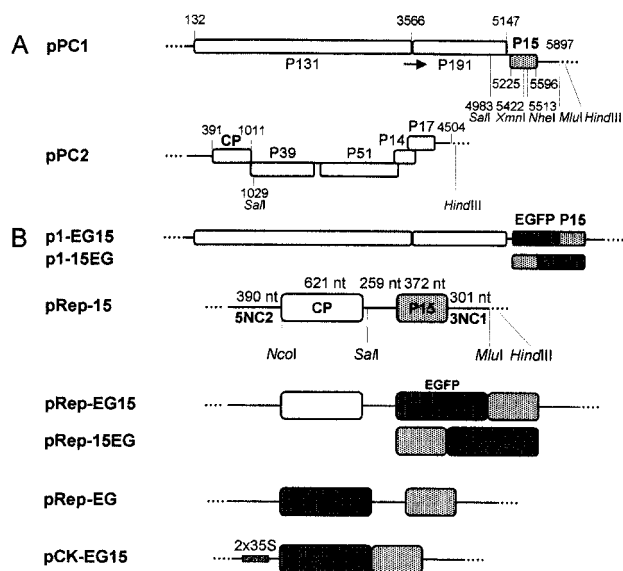 A
pPC1
132 3566 5147
P15 5897
P131 P191
5225 5596
4983 5422 5513
SalI XmnI NheI MluI HindIII
pPC2
391 CP 1011 P39 P51 P14 P17 4504
1029
SalI HindIII
B
p1-EG15 EGFP P15
p1-15EG
pRep-15
621 nt 259 nt 372 nt
390 nt 301 nt
5NC2 CP P15 3NC1
NcoI SalI MluI HindIII
EGFP
pRep-EG15
pRep-15EG
pRep-EG
2x35S
pCK-EG15